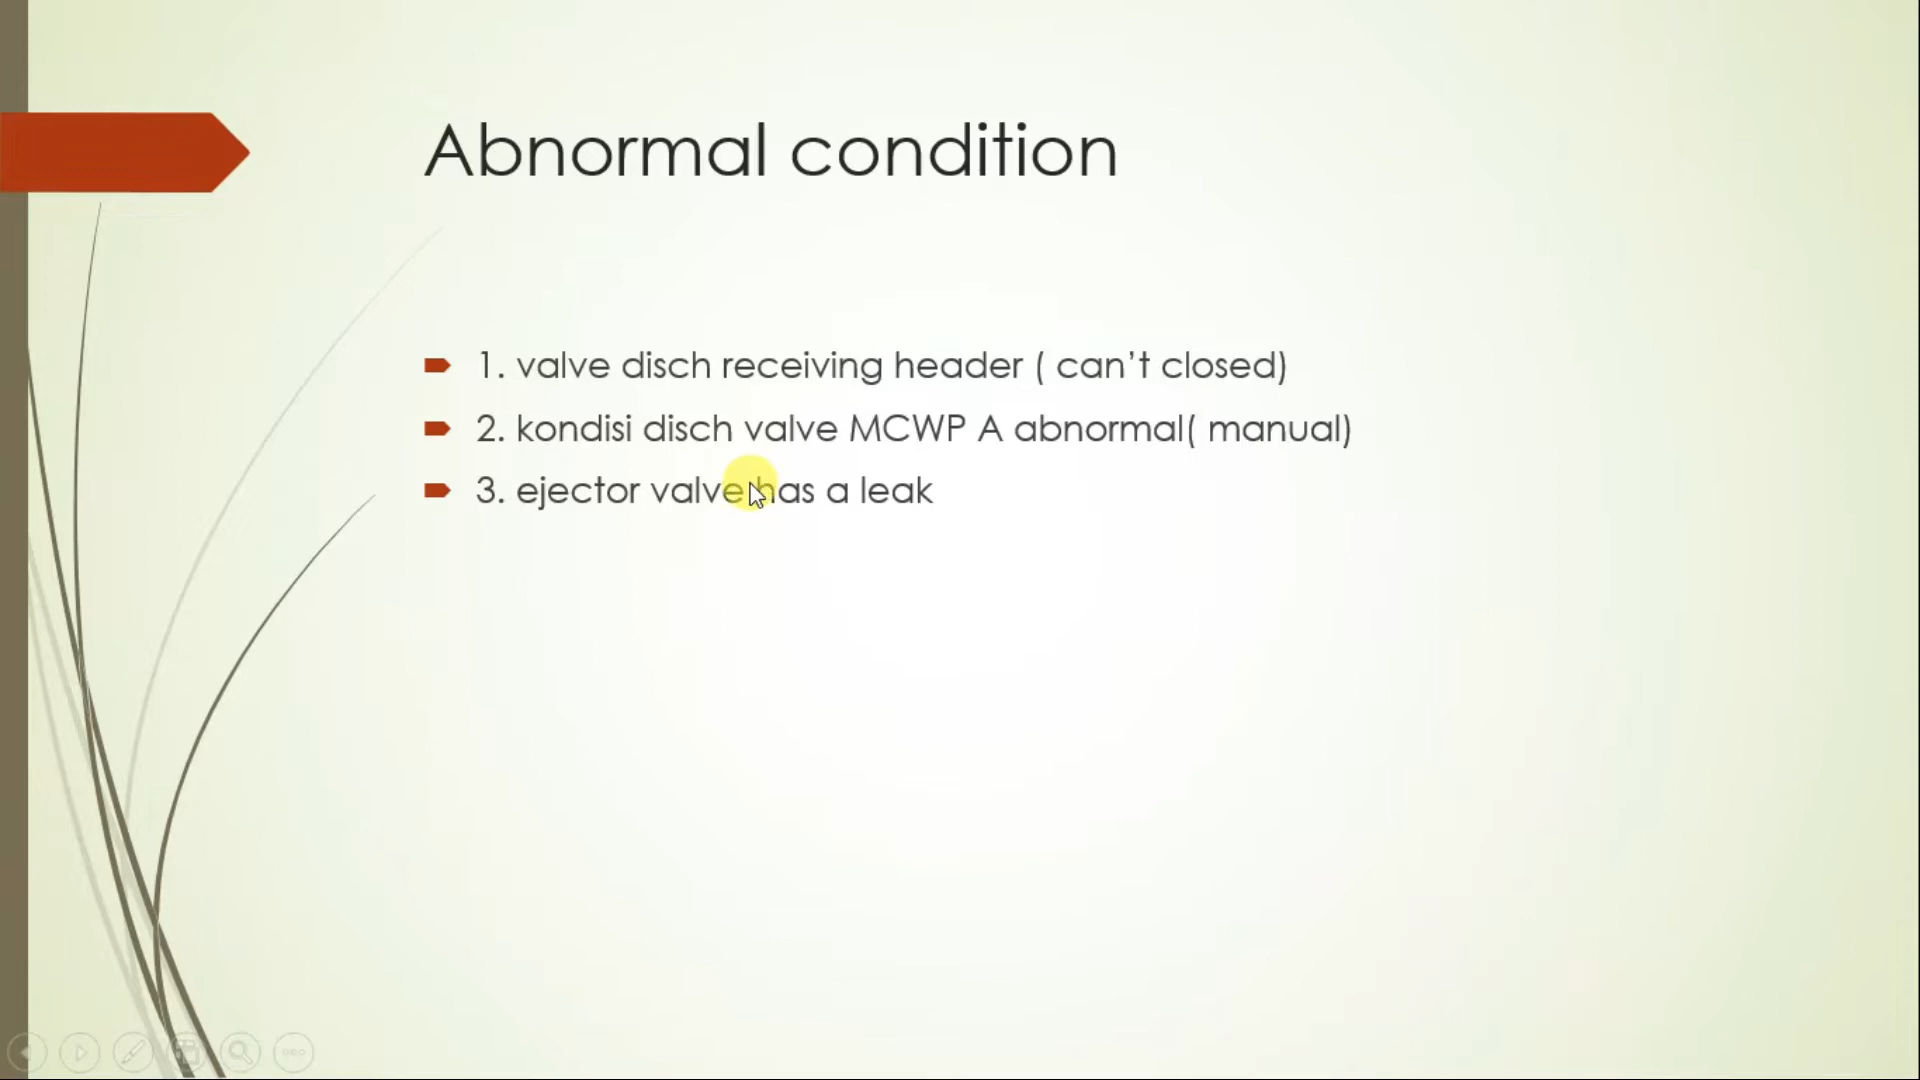 Abnormal condition
1. valve disch receiving header ( can’t closed)
2. kondisi disch valve MCWP A abnormal( manual)
3. ejector valve has a leak